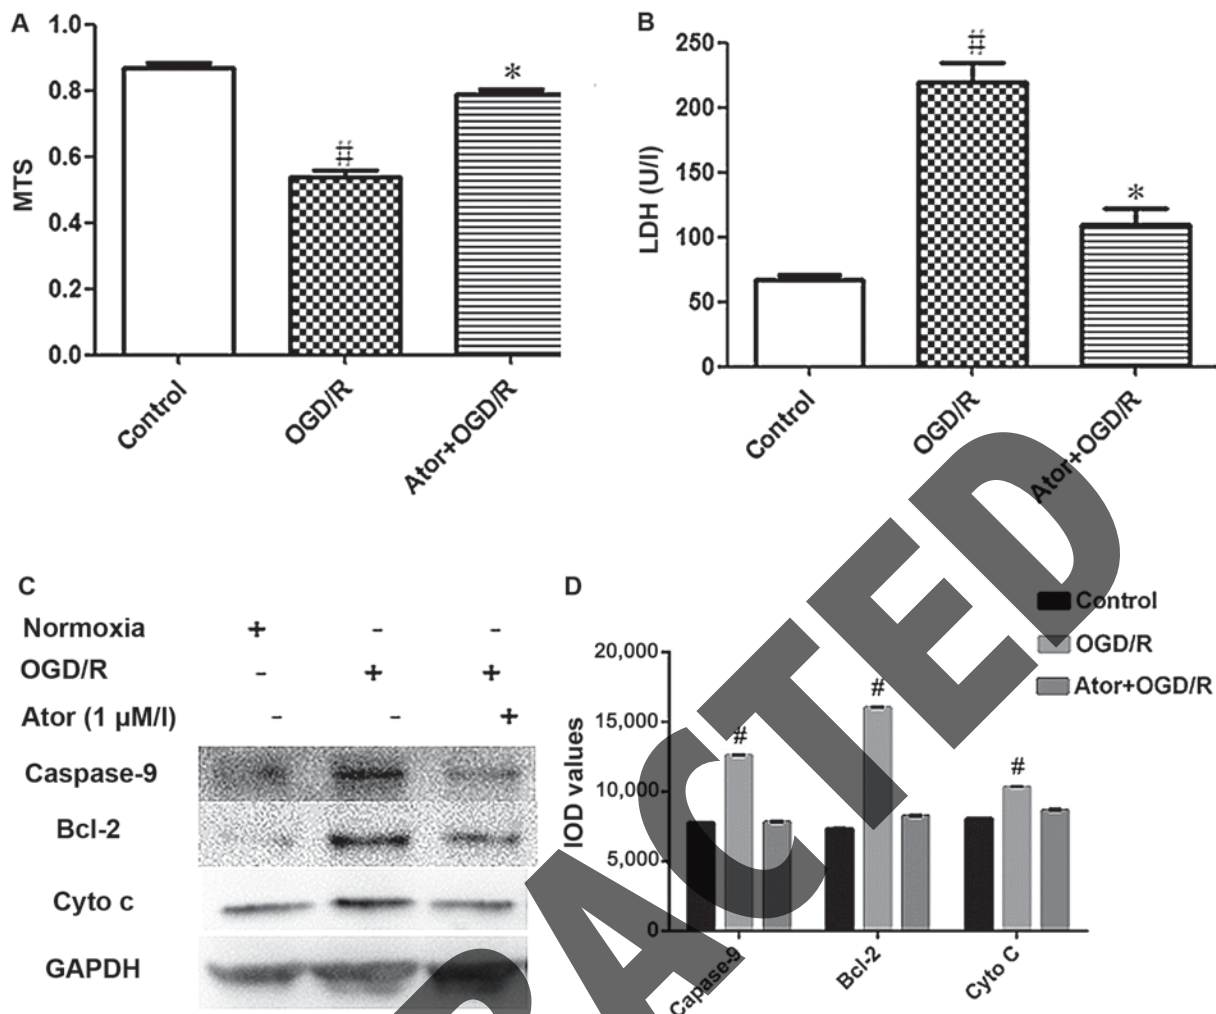 A
1.0
0.8
0.6
0.4
0.2
0.0
MTS
#
*
Control
OGD/R
Ator+OGD/R
B
250
200
150
100
50
0
LDH (U/l)
#
*
Control
OGD/R
Ator+OGD/R
C
Normoxia + - -
OGD/R - + +
Ator (1 µM/l) - - +
Caspase-9
Bcl-2
Cyto c
GAPDH
D
Control
OGD/R
Ator+OGD/R
20,000
15,000
10,000
5,000
0
IOD values
#
#
#
Capase-9
Bcl-2
Cyto C
RACTED